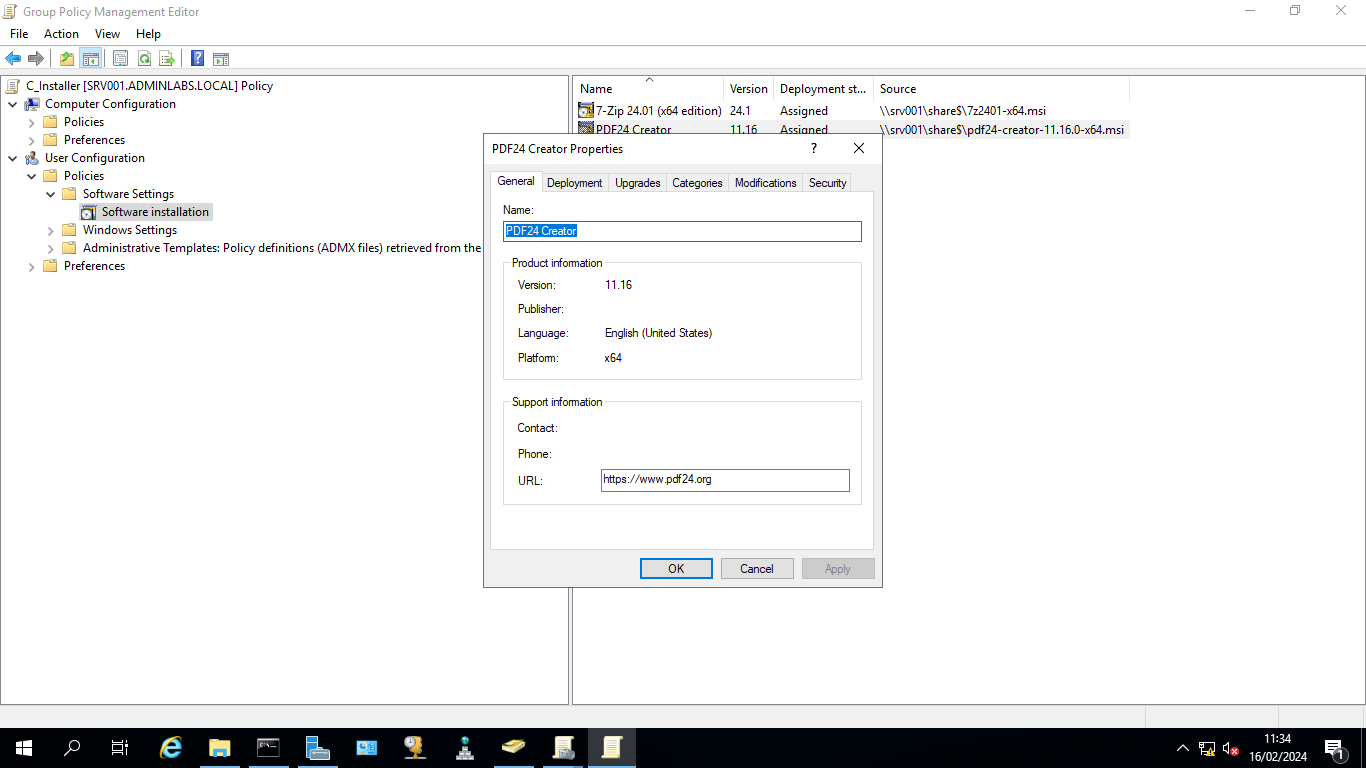 Group Policy Management Editor
File Action View Help
C_Installer [SRV001.ADMINLABS.LOCAL] Policy
Computer Configuration
Policies
Preferences
User Configuration
Policies
Software Settings
Software installation
Windows Settings
Administrative Templates: Policy definitions (ADMX files) retrieved from the
Preferences
Name Version Deployment st... Source
7-Zip 24.01 (x64 edition) 24.1 Assigned \\srv001\share$\7z2401-x64.msi
PDF24 Creator 11.16 Assigned \\srv001\share$\pdf24-creator-11.16.0-x64.msi
PDF24 Creator Properties ?
General Deployment Upgrades Categories Modifications Security
Name:
PDF24 Creator
Product information
Version: 11.16
Publisher:
Language: English (United States)
Platform: x64
Support information
Contact:
Phone:
URL: https://www.pdf24.org
OK Cancel Apply
11:34
16/02/2024
1